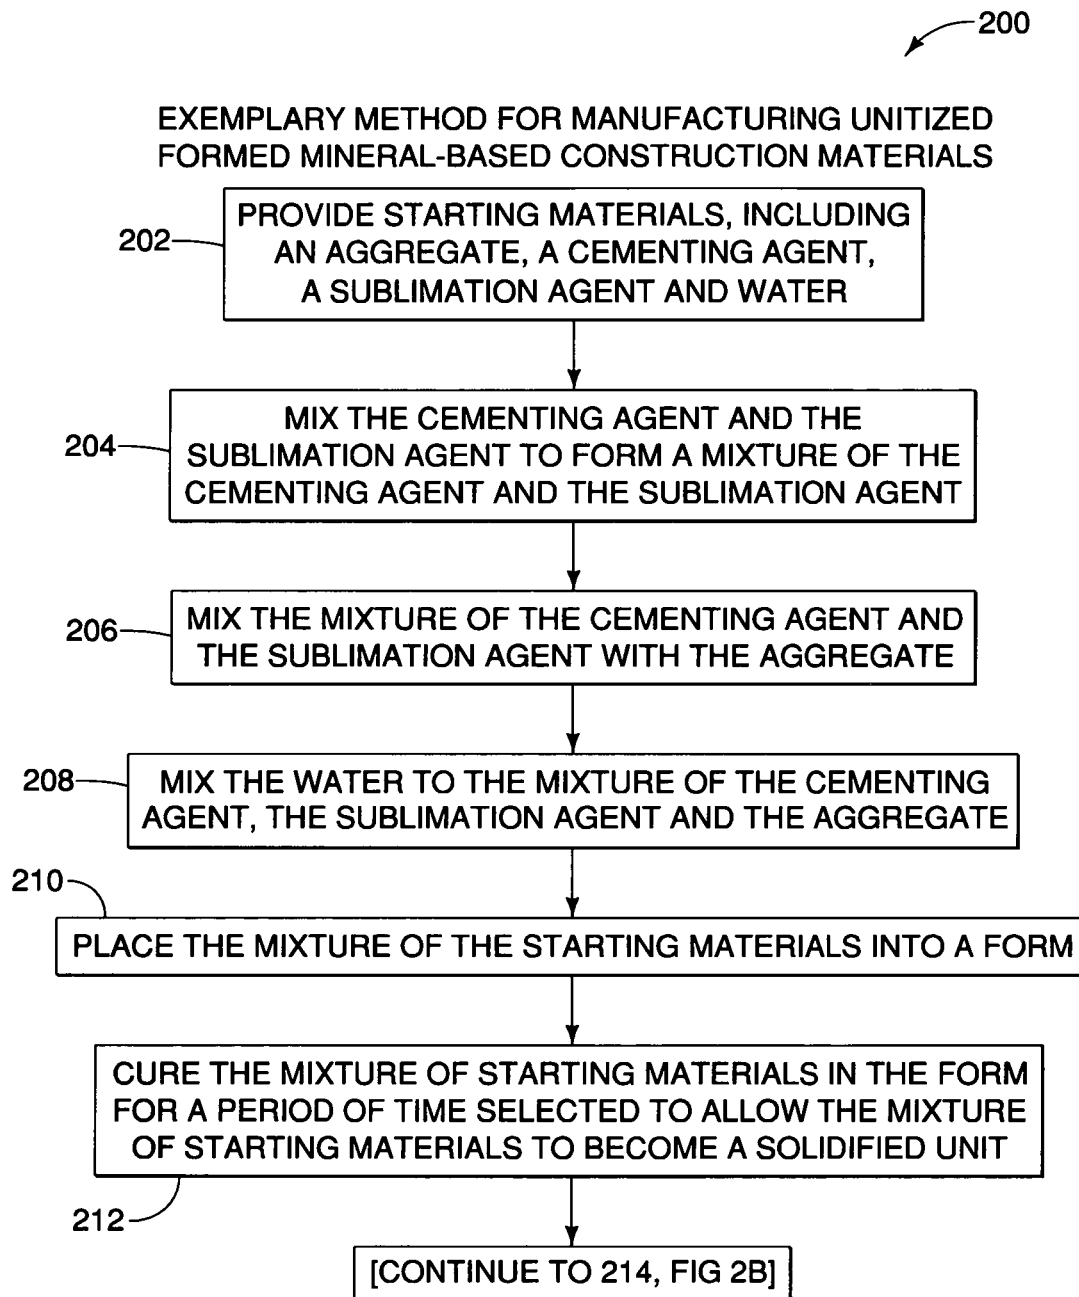 200
EXEMPLARY METHOD FOR MANUFACTURING UNITIZED
FORMED MINERAL-BASED CONSTRUCTION MATERIALS
202
PROVIDE STARTING MATERIALS, INCLUDING
AN AGGREGATE, A CEMENTING AGENT,
A SUBLIMATION AGENT AND WATER
204
MIX THE CEMENTING AGENT AND THE
SUBLIMATION AGENT TO FORM A MIXTURE OF THE
CEMENTING AGENT AND THE SUBLIMATION AGENT
206
MIX THE MIXTURE OF THE CEMENTING AGENT AND
THE SUBLIMATION AGENT WITH THE AGGREGATE
208
MIX THE WATER TO THE MIXTURE OF THE CEMENTING
AGENT, THE SUBLIMATION AGENT AND THE AGGREGATE
210
PLACE THE MIXTURE OF THE STARTING MATERIALS INTO A FORM
CURE THE MIXTURE OF STARTING MATERIALS IN THE FORM
FOR A PERIOD OF TIME SELECTED TO ALLOW THE MIXTURE
OF STARTING MATERIALS TO BECOME A SOLIDIFIED UNIT
212
[CONTINUE TO 214, FIG 2B]